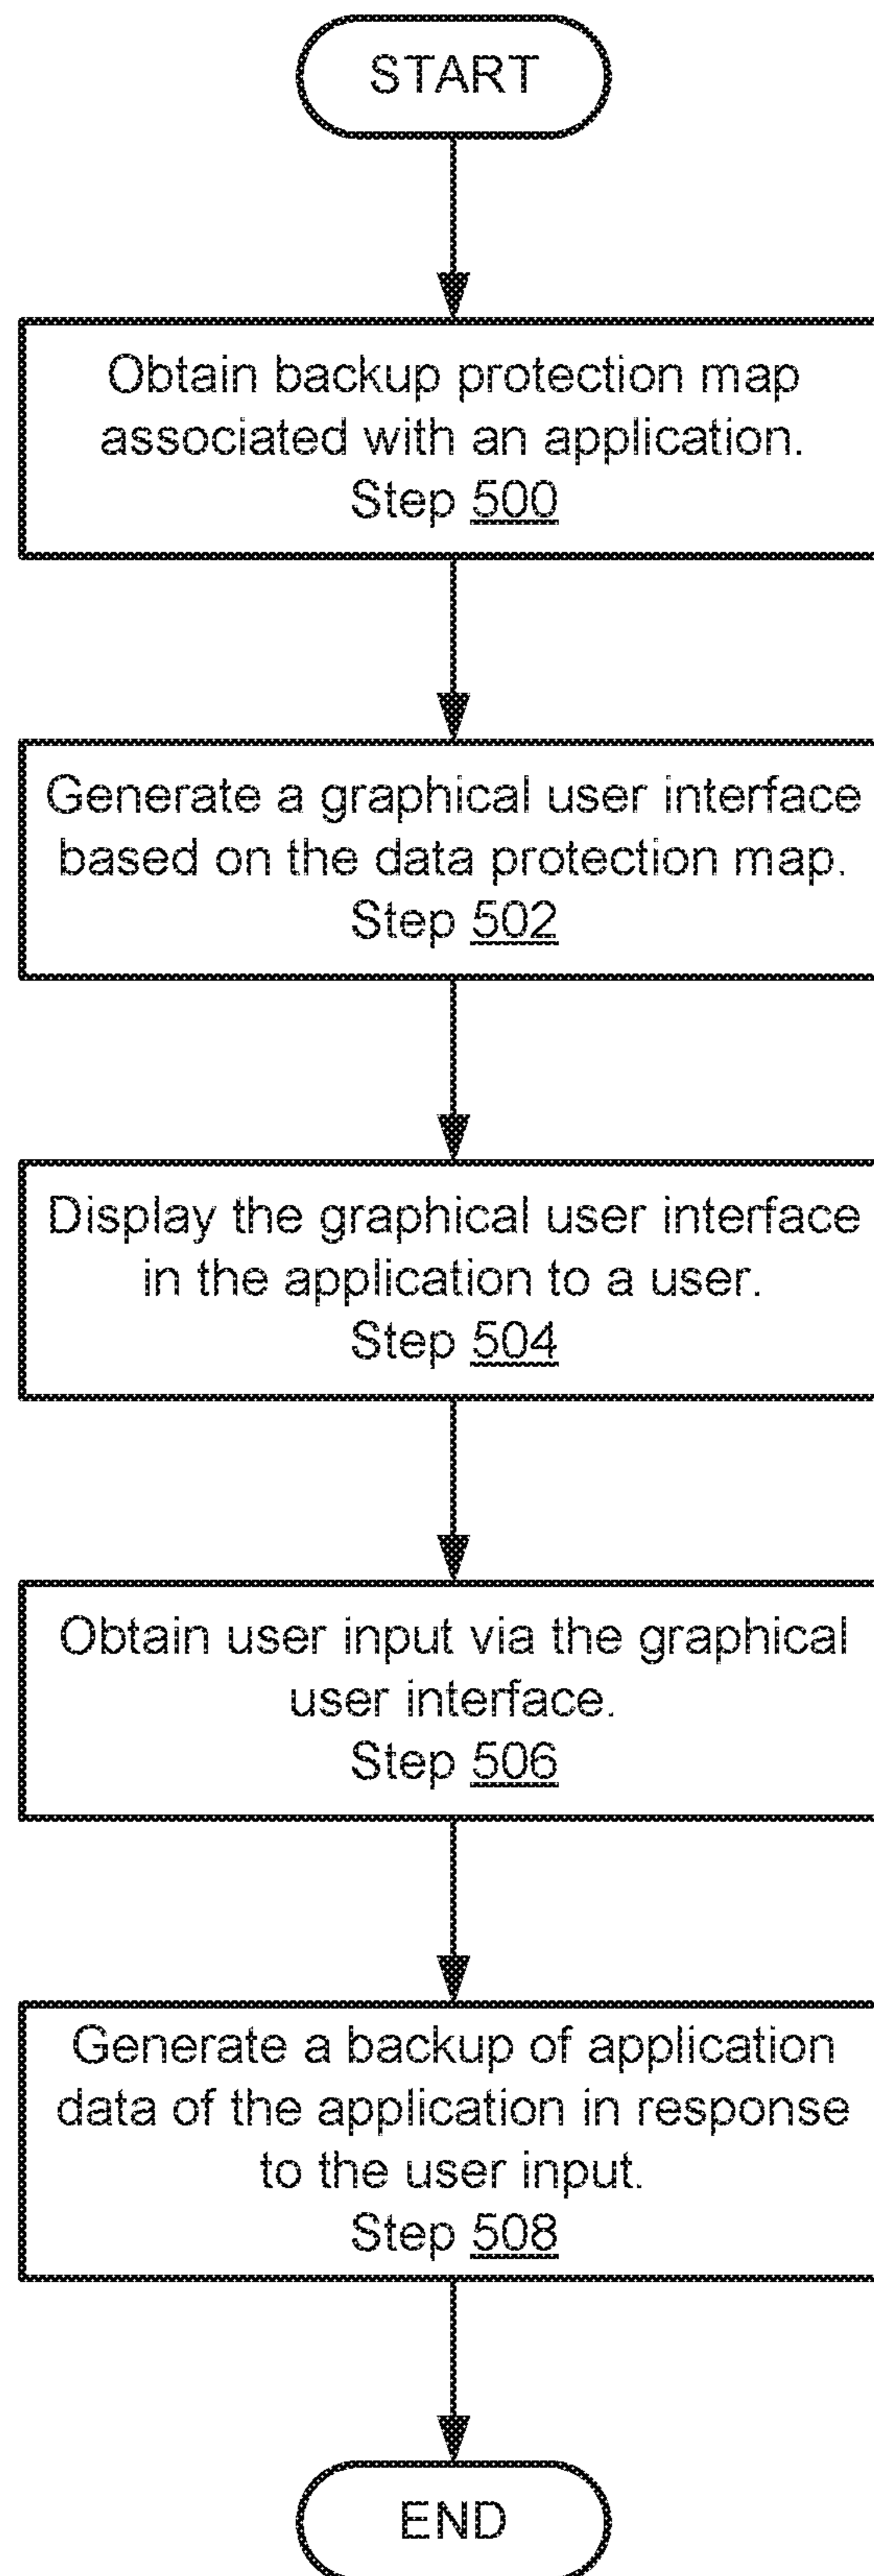 START
Obtain backup protection map
associated with an application.
Step 500
Generate a graphical user interface
based on the data protection map.
Step 502
Display the graphical user interface
in the application to a user.
Step 504
Obtain user input via the graphical
user interface.
Step 506
Generate a backup of application
data of the application in response
to the user input.
Step 508
END